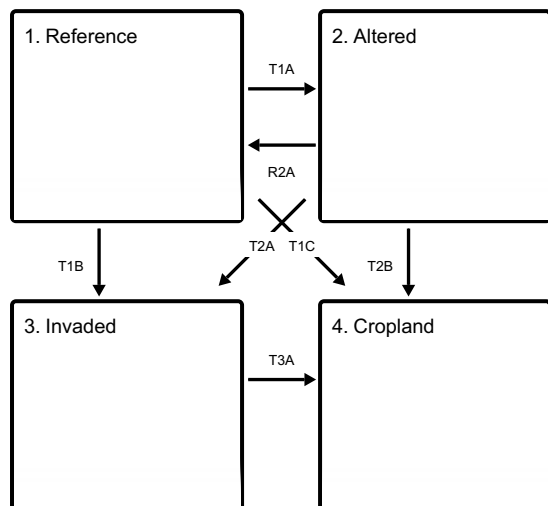 1. Reference
2. Altered
T1A
R2A
T2A
T1C
T1B
T2B
3. Invaded
4. Cropland
T3A